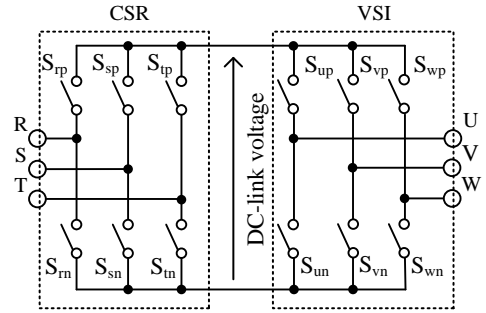 CSR
VSI
Srp
Ssp
Stp
Sup
Svp
Swp
R
S
T
DC-link voltage
U
V
W
Srn
Ssn
Stn
Sun
Svn
Swn